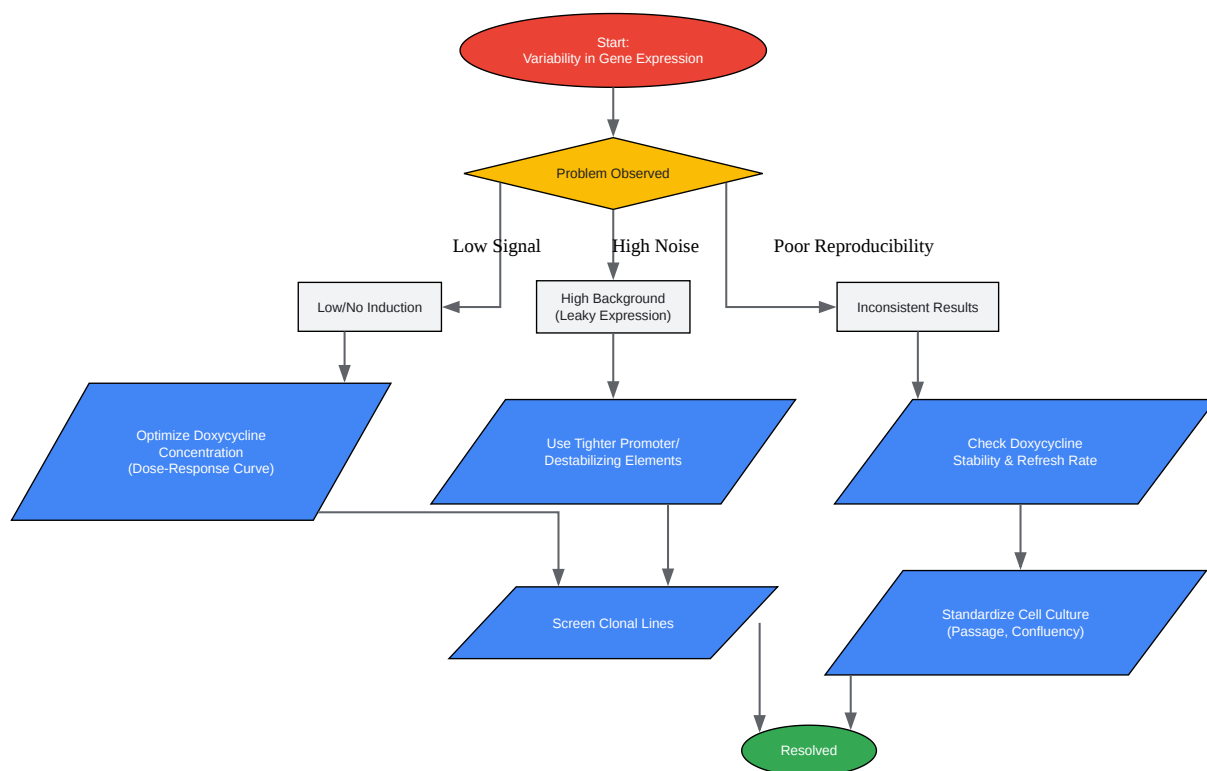 Start:
Variability in Gene Expression
Problem Observed
Low Signal
High Noise
Poor Reproducibility
Low/No Induction
High Background
(Leaky Expression)
Inconsistent Results
Optimize Doxycycline
Concentration
(Dose-Response Curve)
Use Tighter Promoter/
Destabilizing Elements
Check Doxycycline
Stability & Refresh Rate
Screen Clonal Lines
Standardize Cell Culture
(Passage, Confluency)
Resolved